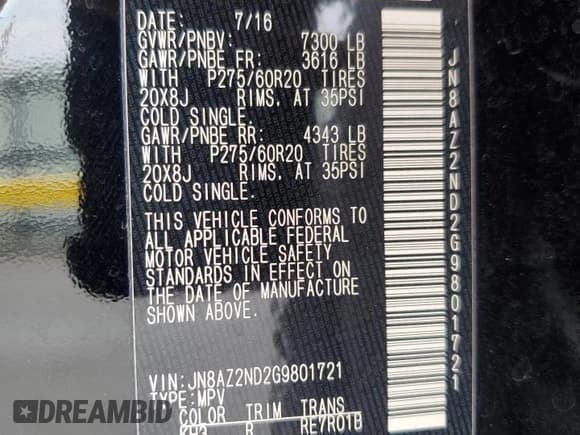 DATE: 7/16
GVWR/PNBV: 7300 LB
GAWR/PNBE FR: 3616 LB
WITH P275/60R20 TIRES
20X8J RIMS. AT 35PSI
COLD SINGLE.
GAWR/PNBE RR: 4343 LB
WITH P275/60R20 TIRES
20X8J RIMS. AT 35PSI
COLD SINGLE.
THIS VEHICLE CONFORMS TO
ALL APPLICABLE FEDERAL
MOTOR VEHICLE SAFETY
STANDARDS IN EFFECT ON
THE DATE OF MANUFACTURE
SHOWN ABOVE.
VIN:JN8AZ2ND2G9801721
TYPE:MPV
COLOR TRIM TRANS
KH3 R RE7R01B
JN8AZ2ND2G9801721
DREAMBID